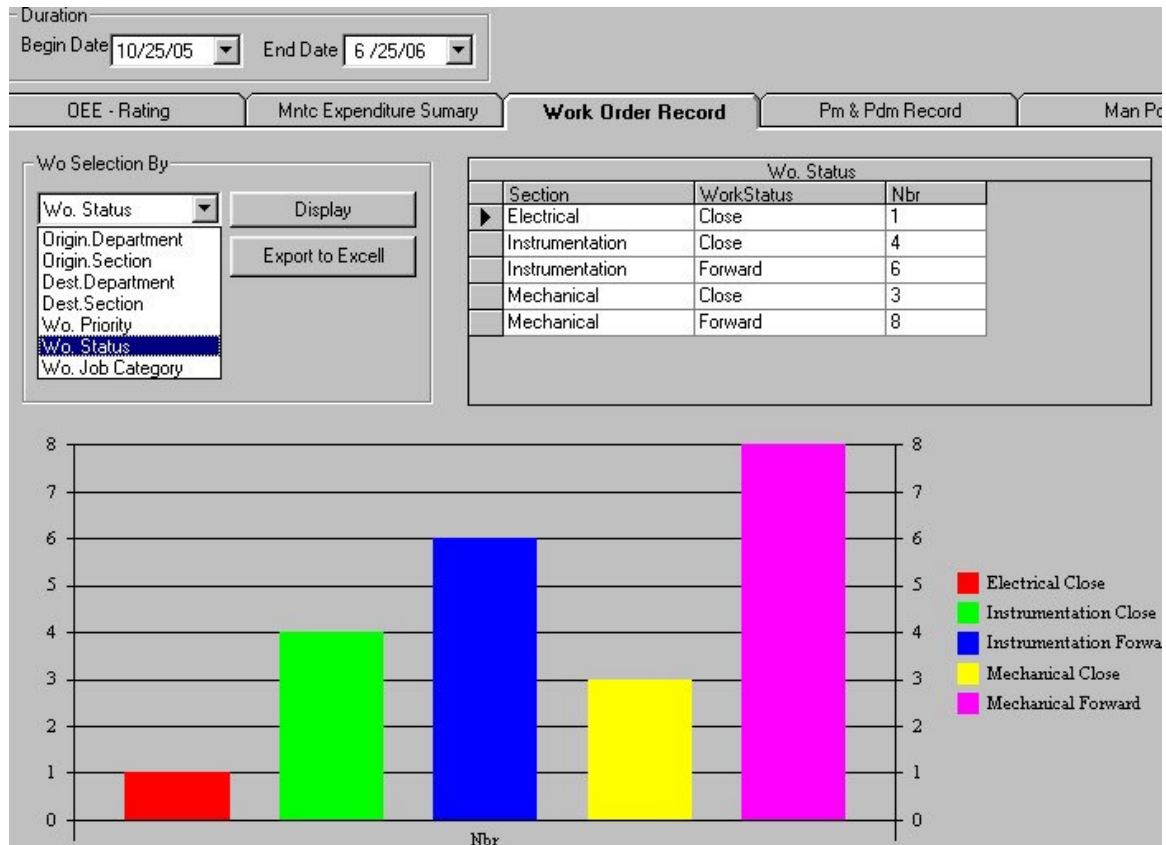 Duration
Begin Date 10/25/05 End Date 6 /25/06
OEE - Rating Mntc Expenditure Sumary Work Order Record Pm & Pdm Record Man
Wo Selection By
Wo. Status Display
Export to Excell
Origin.Department
Origin.Section
Dest.Department
Dest.Section
Wo. Priority
Wo. Status
Wo. Job Category
Wo. Status
Section WorkStatus Nbr
Electrical Close 1
Instrumentation Close 4
Instrumentation Forward 6
Mechanical Close 3
Mechanical Forward 8
8 8
7 7
6 6
5 5
4 4
3 3
2 2
1 1
0 0
Nbr
Electrical Close
Instrumentation Close
Instrumentation Forwa
Mechanical Close
Mechanical Forward